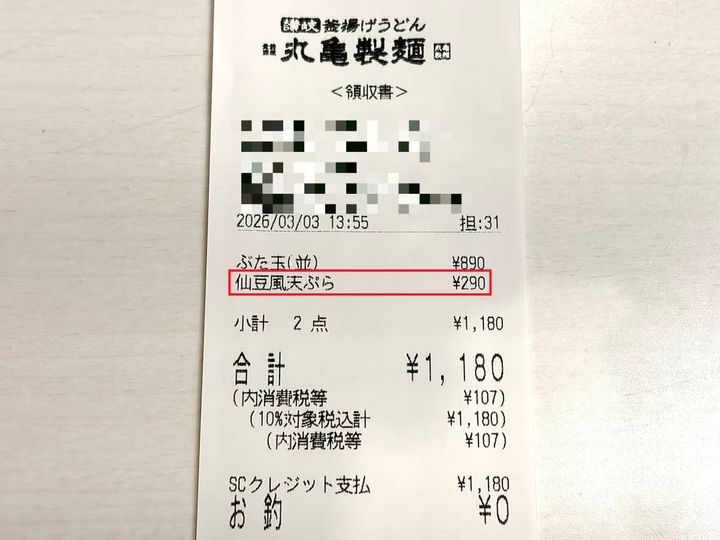 讃岐 釜揚げうどん
丸亀製麺
<領収書>
2026/03/03 13:55 担:31
ぶた玉(並) ¥890
仙豆風天ぷら ¥290
小計 2 点 ¥1,180
合計 ¥1,180
(内消費税等 ¥107)
(10%対象税込計 ¥1,180)
(内消費税等 ¥107)
SCクレジット支払 ¥1,180
お釣 ¥0